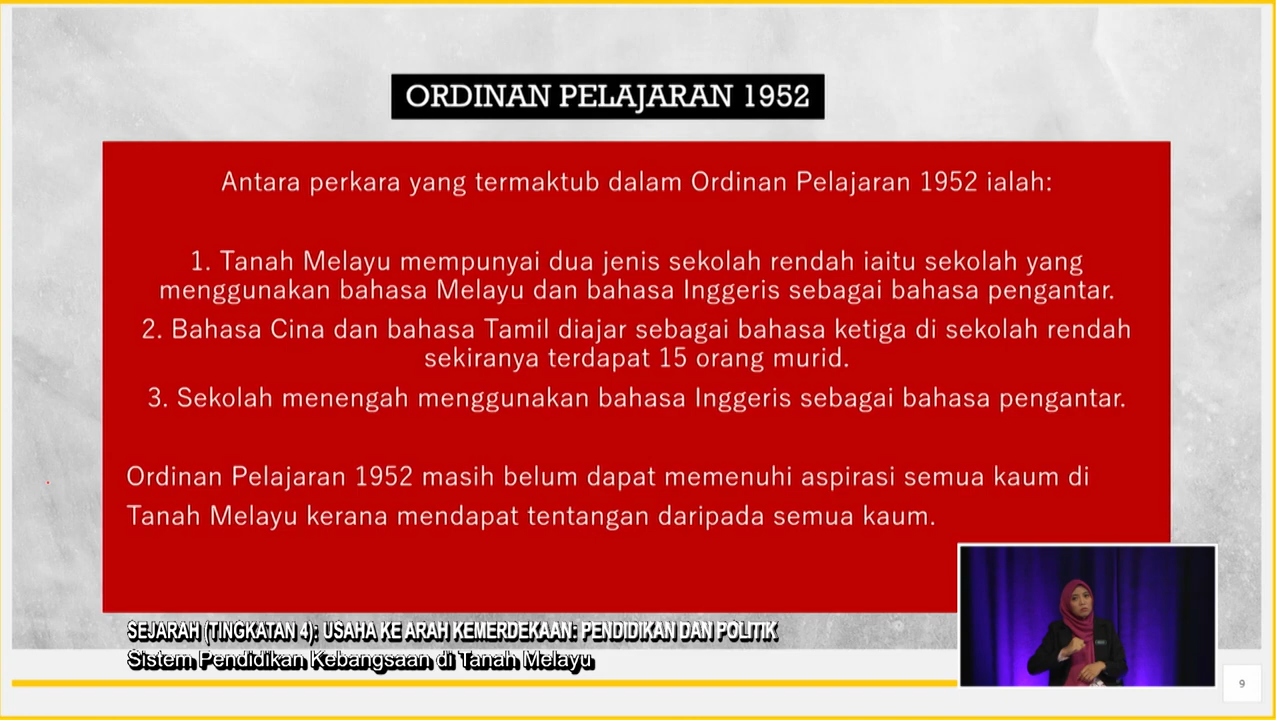 ORDINAN PELAJARAN 1952
Antara perkara yang termaktub dalam Ordinan Pelajaran 1952 ialah:
1. Tanah Melayu mempunyai dua jenis sekolah rendah iaitu sekolah yang
menggunakan bahasa Melayu dan bahasa Inggeris sebagai bahasa pengantar.
2. Bahasa Cina dan bahasa Tamil diajar sebagai bahasa ketiga di sekolah rendah
sekiranya terdapat 15 orang murid.
3. Sekolah menengah menggunakan bahasa Inggeris sebagai bahasa pengantar.
Ordinan Pelajaran 1952 masih belum dapat memenuhi aspirasi semua kaum di
Tanah Melayu kerana mendapat tentangan daripada semua kaum.
SEJARAH (TINGKATAN 4): USAHA KE ARAH KEMERDEKAAN: PENDIDIKAN DAN POLITIK
Sistem Pendidikan Kebangsaan di Tanah Melayu
9